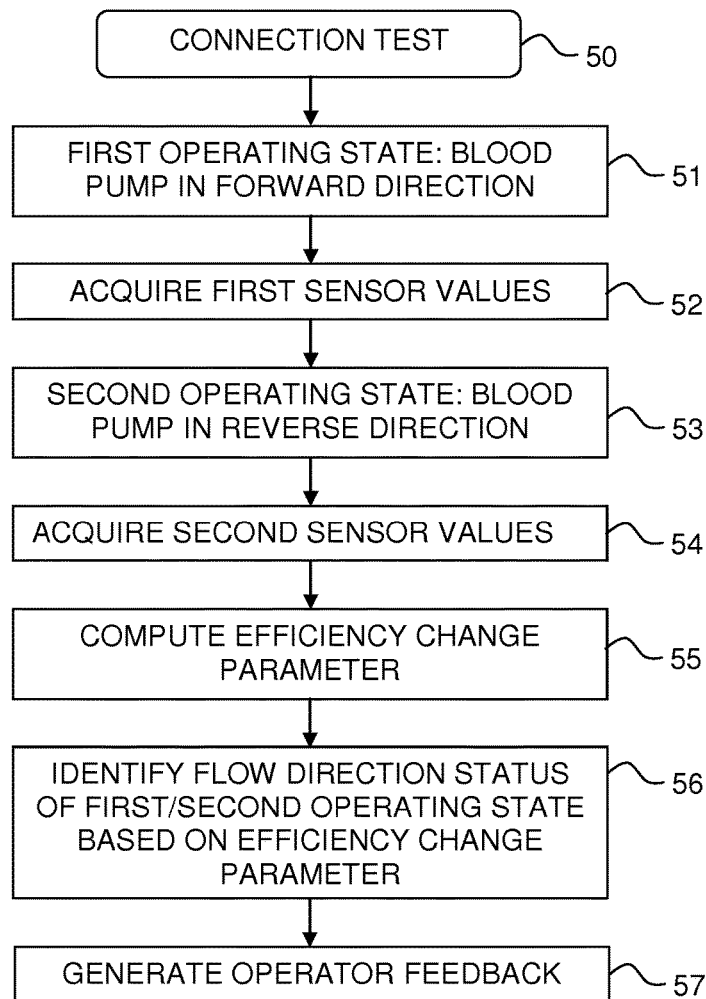 CONNECTION TEST
50
FIRST OPERATING STATE: BLOOD
PUMP IN FORWARD DIRECTION
51
ACQUIRE FIRST SENSOR VALUES
52
SECOND OPERATING STATE: BLOOD
PUMP IN REVERSE DIRECTION
53
ACQUIRE SECOND SENSOR VALUES
54
COMPUTE EFFICIENCY CHANGE
PARAMETER
55
IDENTIFY FLOW DIRECTION STATUS
OF FIRST/SECOND OPERATING STATE
BASED ON EFFICIENCY CHANGE
PARAMETER
56
GENERATE OPERATOR FEEDBACK
57